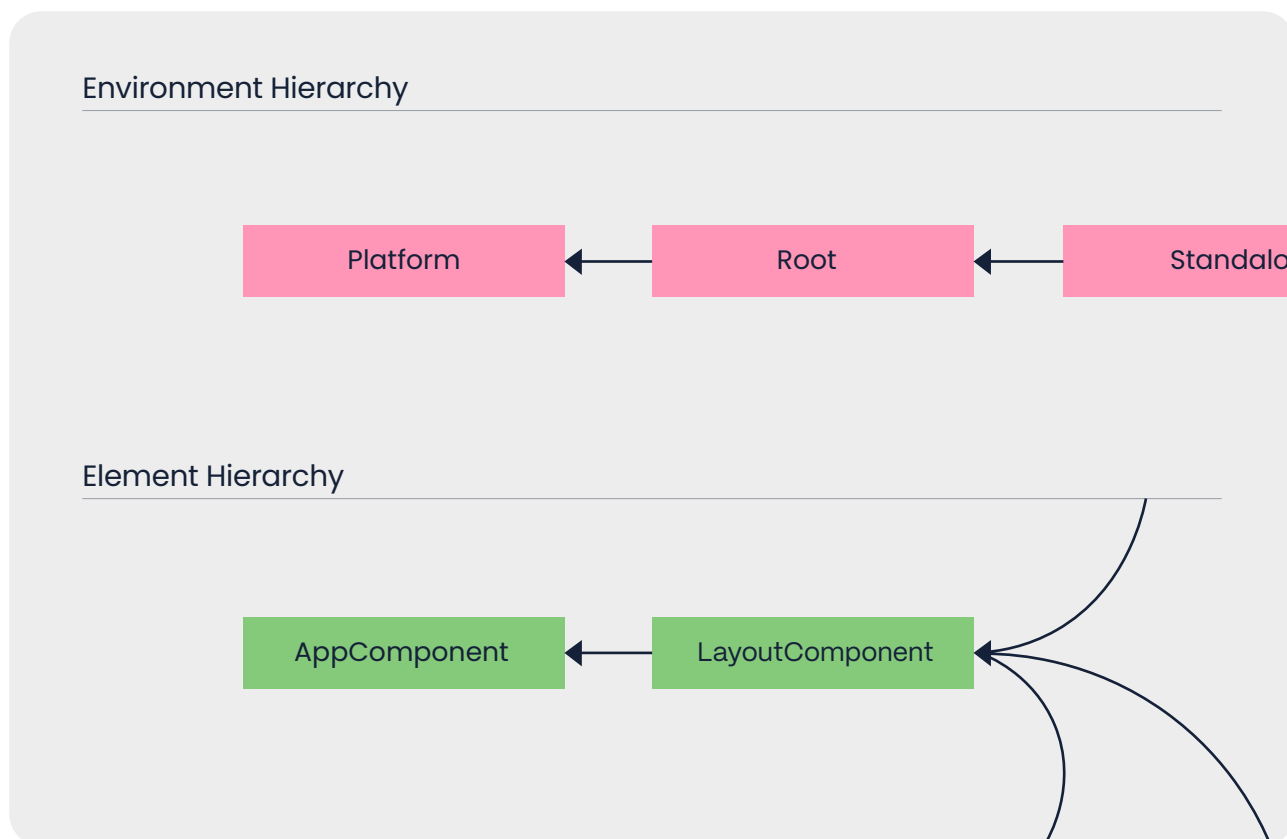 Environment Hierarchy
Platform
Root
Element Hierarchy
AppComponent
LayoutComponent